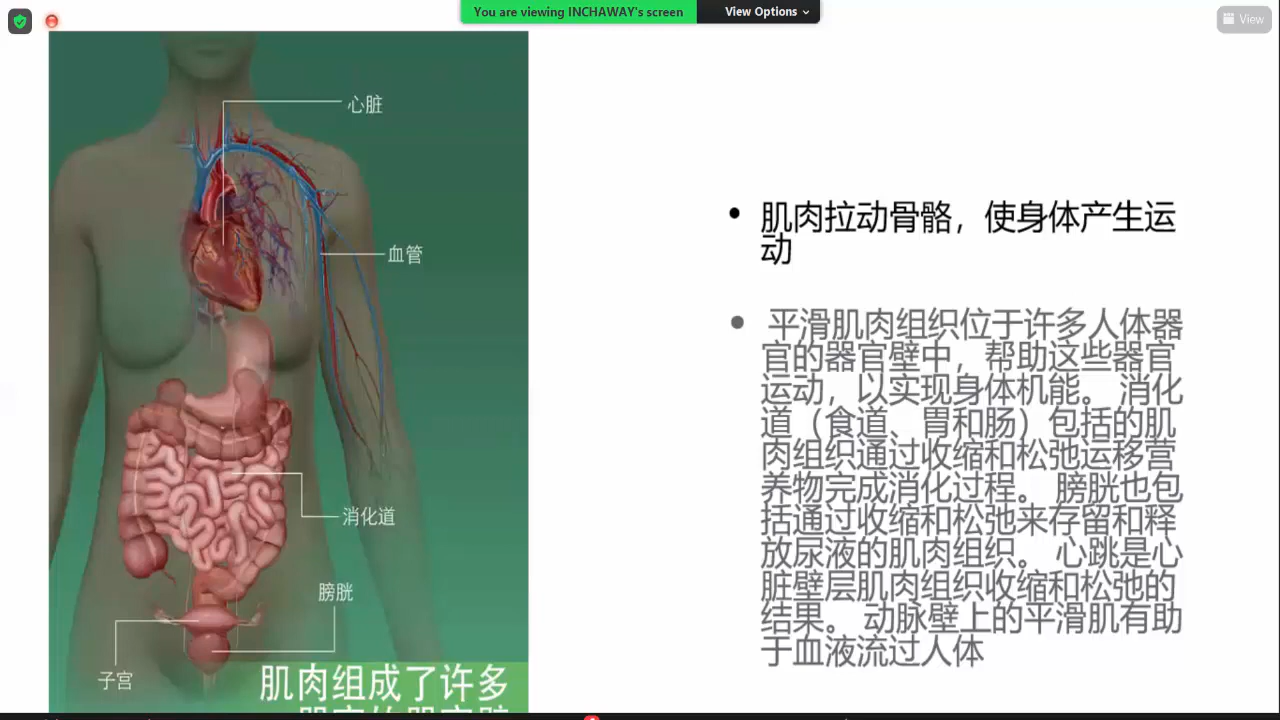 You are viewing INCHAWAY's screen
View Options
View
心脏
血管
消化道
膀胱
子宫
肌肉组成了许多
器官的器官壁
• 肌肉拉动骨骼，使身体产生运
动
• 平滑肌肉组织位于许多人体器
官的器官壁中，帮助这些器官
运动，以实现身体机能。 消化
道（食道、胃和肠）包括的肌
肉组织通过收缩和松弛运移营
养物完成消化过程。 膀胱也包
括通过收缩和松弛来存留和释
放尿液的肌肉组织。 心跳是心
脏壁层肌肉组织收缩和松弛的
结果。 动脉壁上的平滑肌有助
于血液流过人体